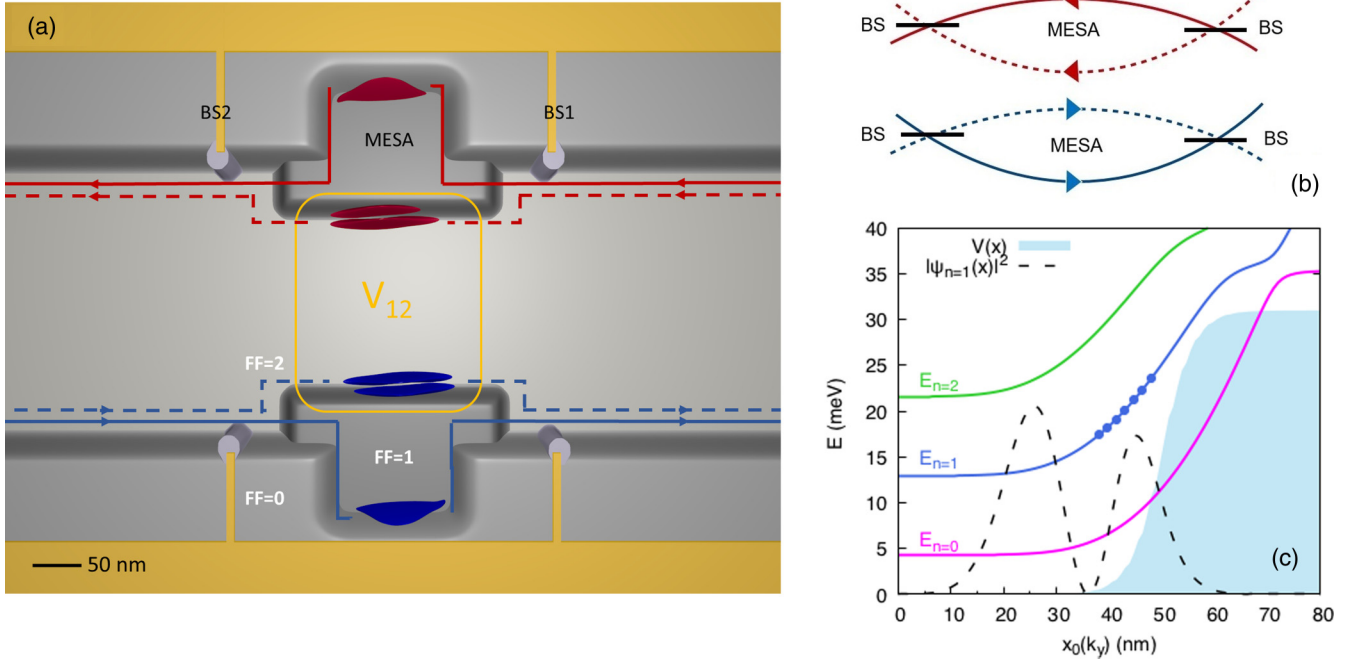 (a)
BS2
BS1
MESA
V₁₂
FF=2
FF=1
FF=0
50 nm
BS
MESA
BS
BS
MESA
BS
(b)
V(x)
|ψₙ₌₁(x)|²
Eₙ₌₂
Eₙ₌₁
Eₙ₌₀
(c)
E (meV)
40
35
30
25
20
15
10
5
0
0 10 20 30 40 50 60 70 80
x₀(kᵧ) (nm)